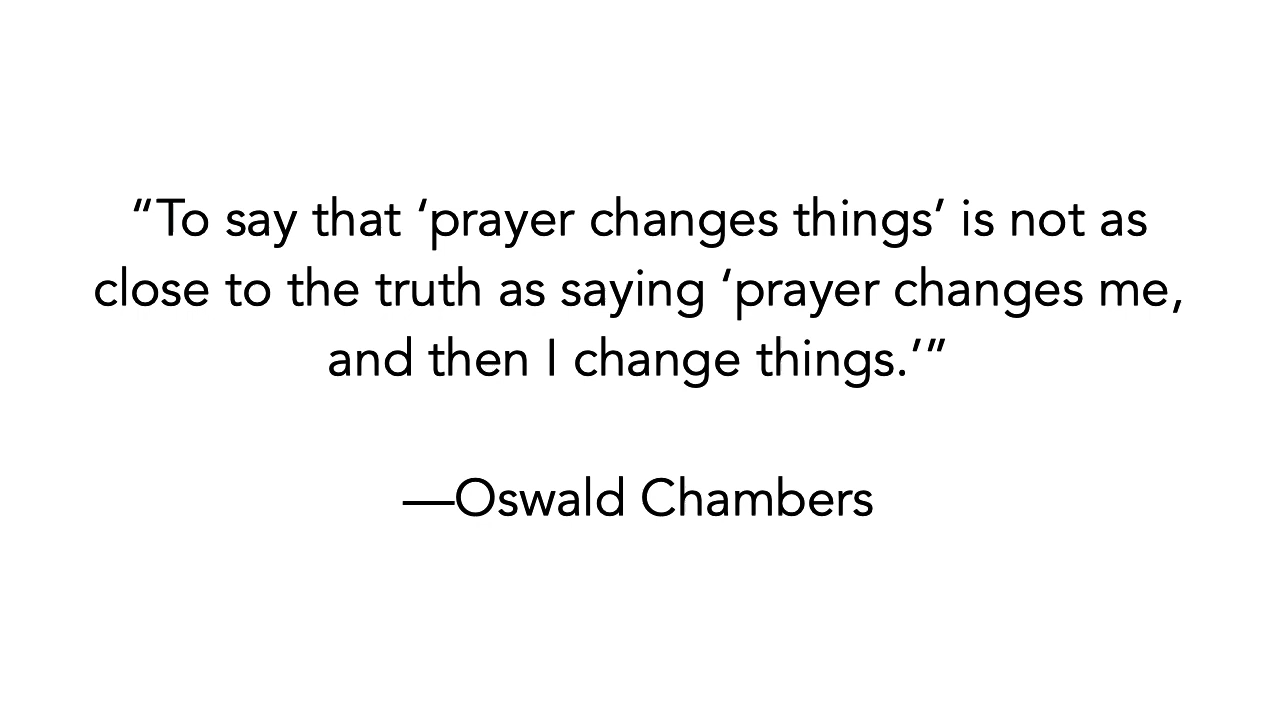 “To say that ‘prayer changes things’ is not as
close to the truth as saying ‘prayer changes me,
and then I change things.’”
—Oswald Chambers